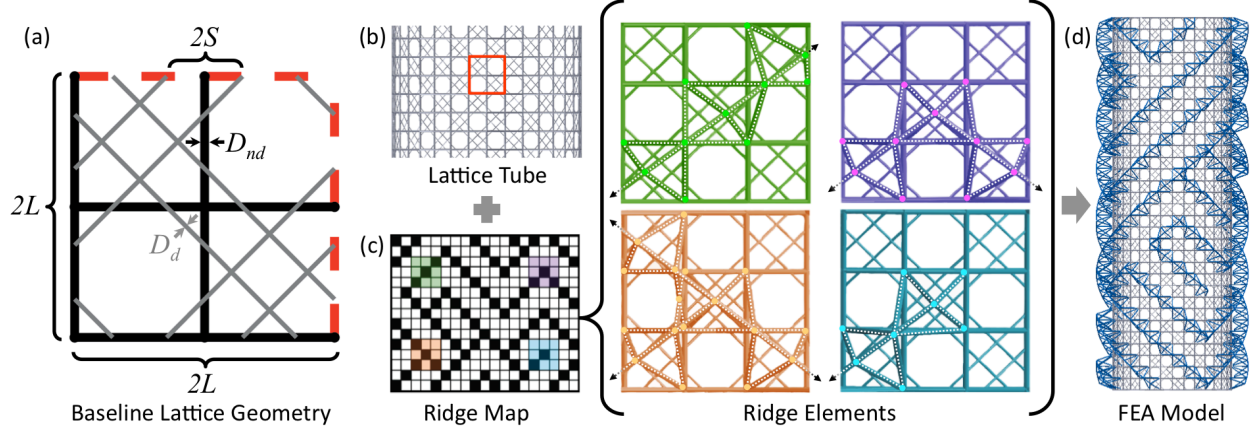 (a)
2S
2L
D_nd
D_d
2L
Baseline Lattice Geometry
(b)
Lattice Tube
(c)
Ridge Map
Ridge Elements
(d)
FEA Model